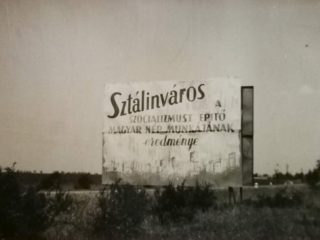 Sztálinváros
A
SZOCIALIZMUST ÉPÍTŐ
MAGYAR NÉP MUNKÁJÁNAK
eredménye